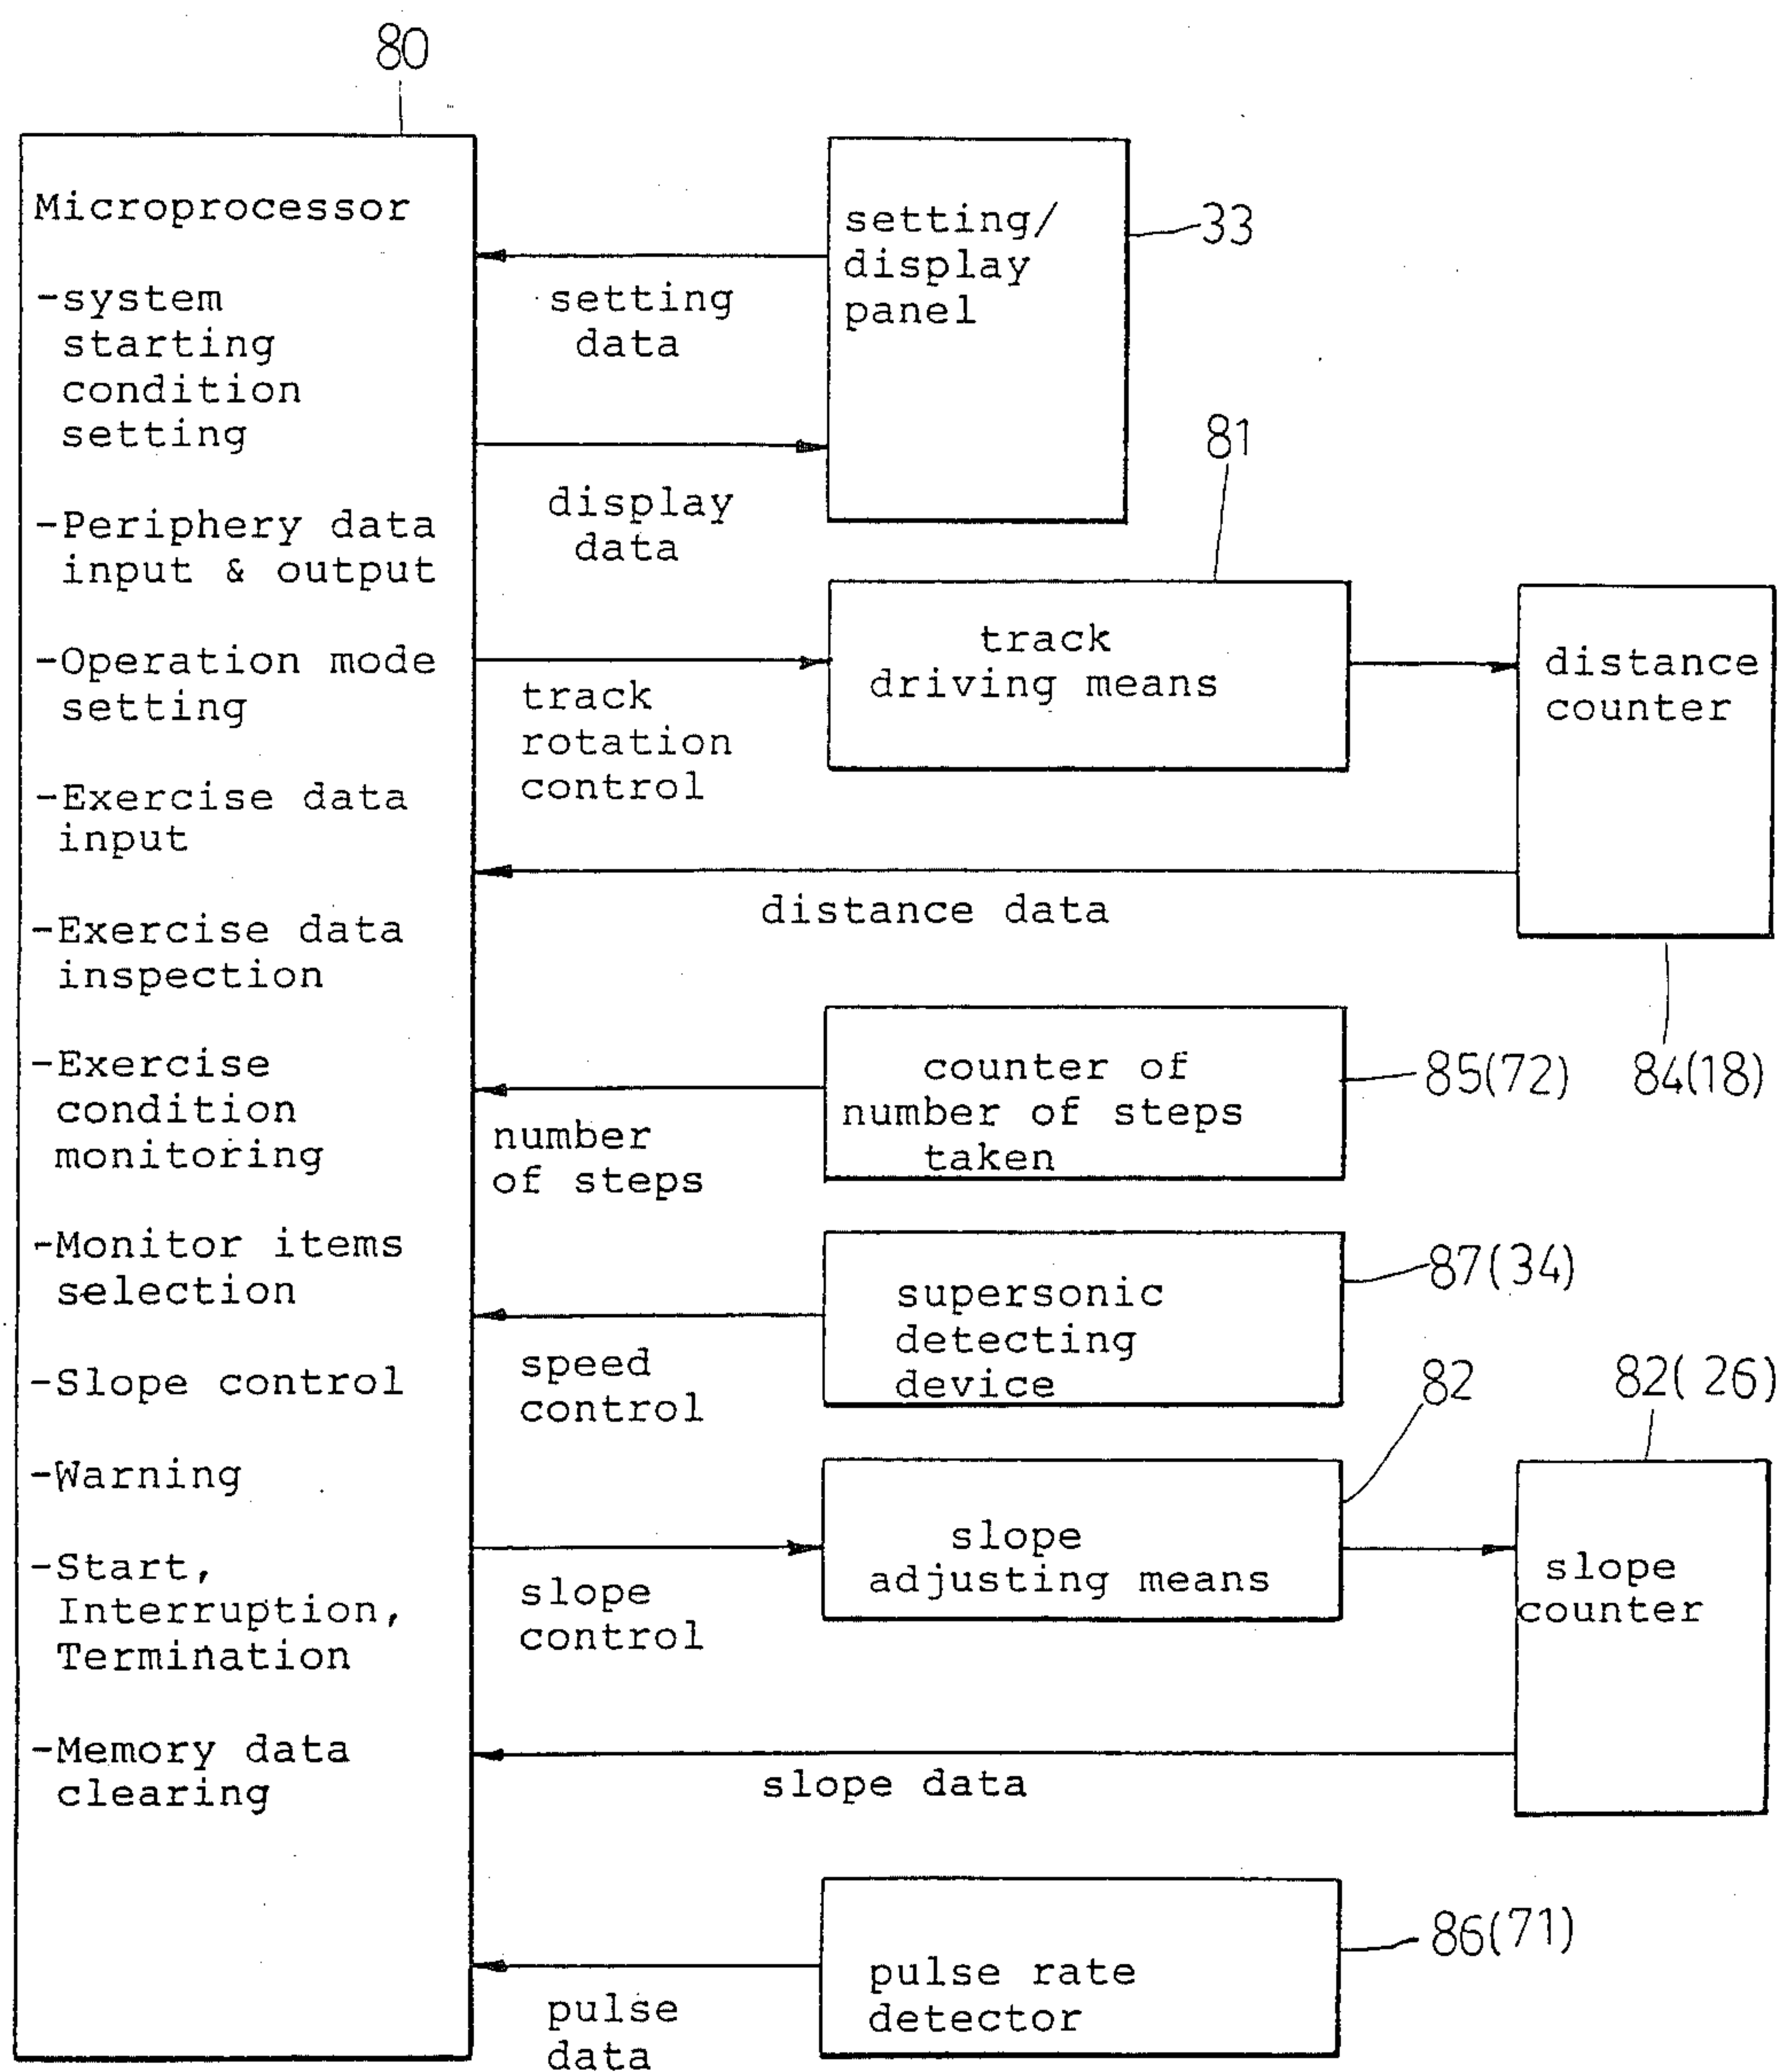 80
Microprocessor
-system
starting
condition
setting
-Periphery data
input & output
-Operation mode
setting
-Exercise data
input
-Exercise data
inspection
-Exercise
condition
monitoring
-Monitor items
selection
-Slope control
-Warning
-Start,
Interruption,
Termination
-Memory data
clearing
setting
data
display
data
setting/
display
panel
33
81
track
rotation
control
track
driving means
distance
counter
distance data
84(18)
number
of steps
counter of
number of steps
taken
85(72)
speed
control
supersonic
detecting
device
87(34)
82
82(26)
slope
control
slope
adjusting means
slope
counter
slope data
pulse
data
pulse rate
detector
86(71)